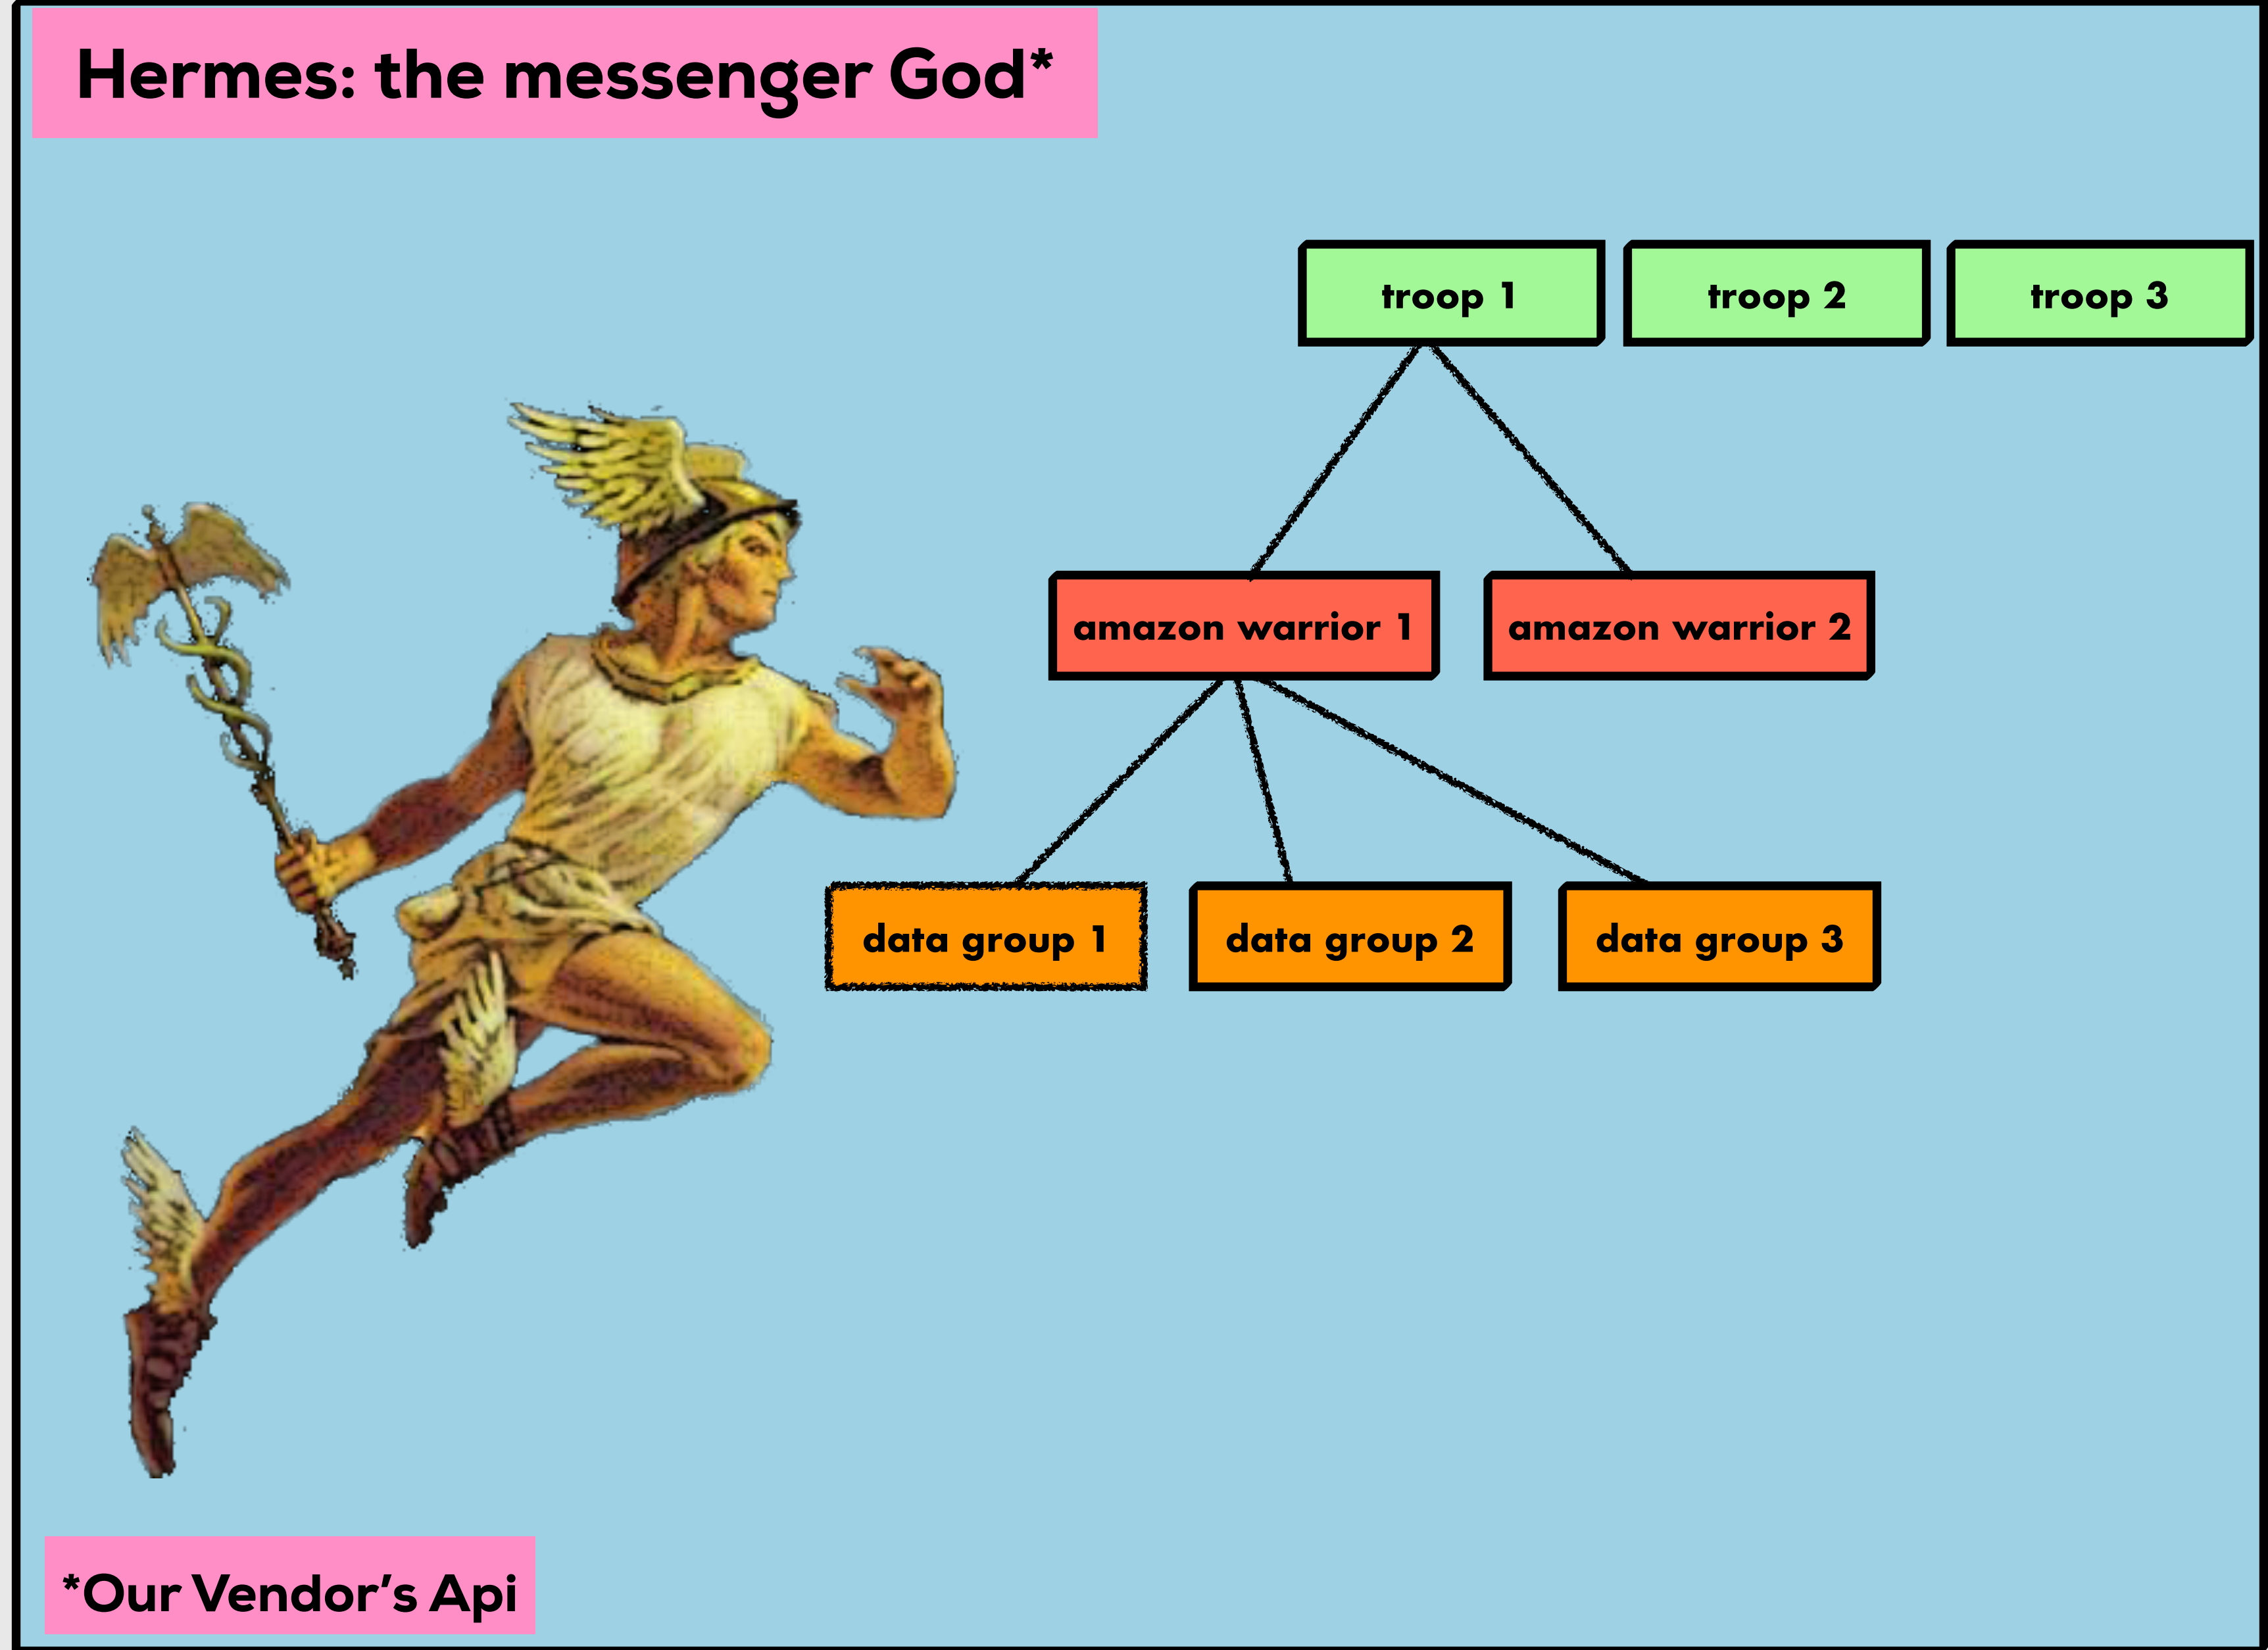 Hermes: the messenger God*
troop 1
troop 2
troop 3
amazon warrior 1
amazon warrior 2
data group 1
data group 2
data group 3
*Our Vendor’s Api